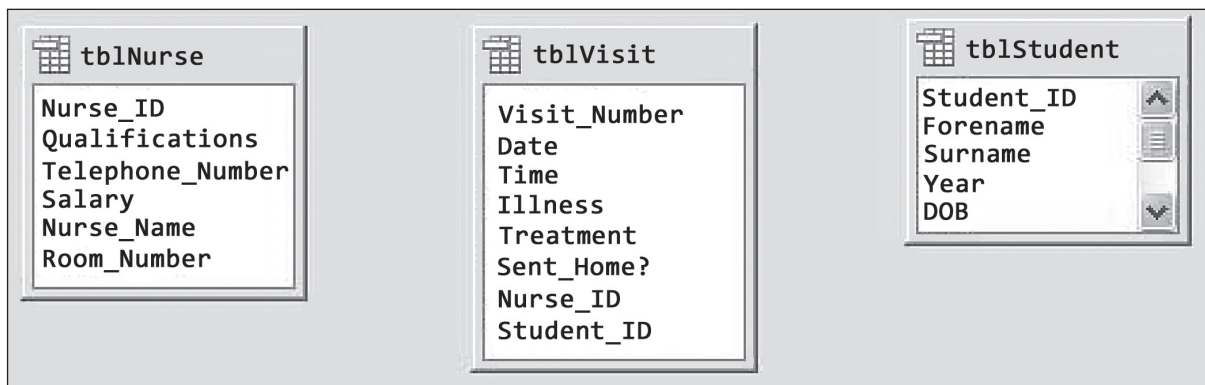 tblNurse
Nurse_ID
Qualifications
Telephone_Number
Salary
Nurse_Name
Room_Number
tblVisit
Visit_Number
Date
Time
Illness
Treatment
Sent_Home?
Nurse_ID
Student_ID
tblStudent
Student_ID
Forename
Surname
Year
DOB